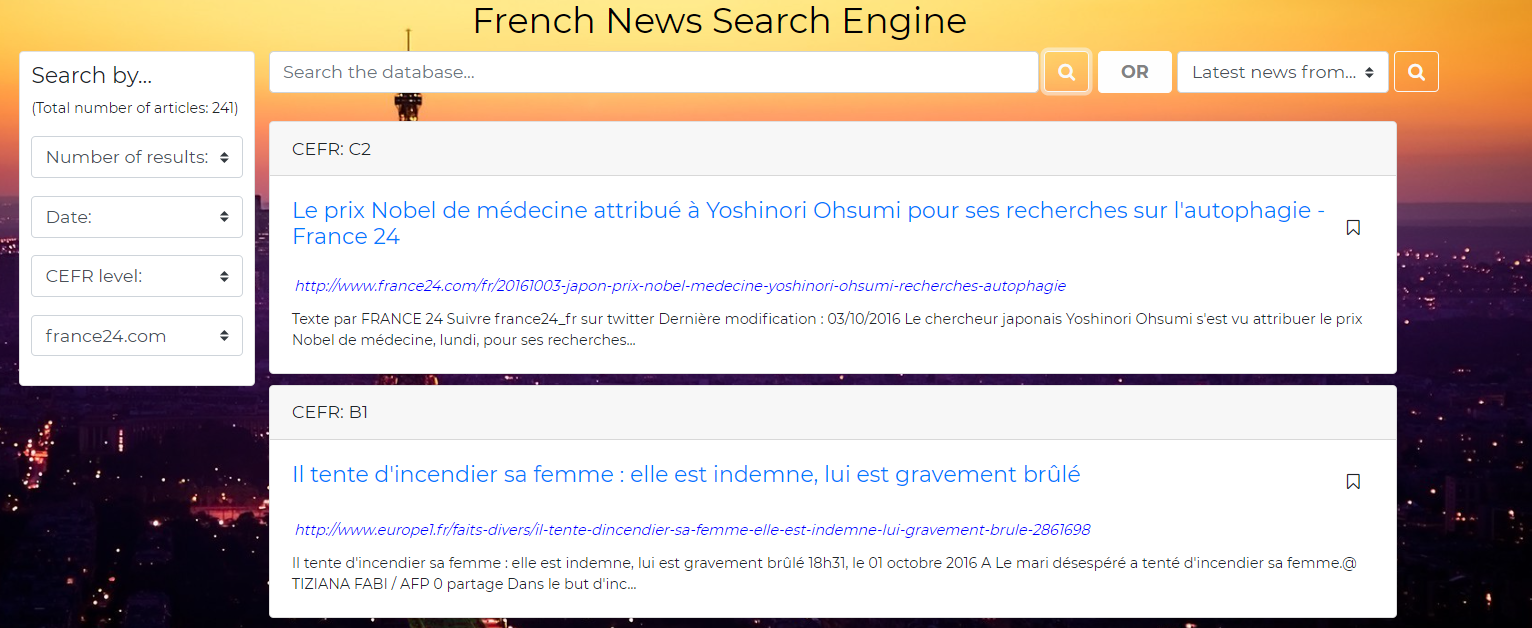 French News Search Engine
Search by...
(Total number of articles: 241)
Number of results:
Date:
CEFR level:
france24.com
Search the database...
OR
Latest news from...
CEFR: C2
Le prix Nobel de médecine attribué à Yoshinori Ohsumi pour ses recherches sur l'autophagie -
France 24
http://www.france24.com/fr/20161003-japon-prix-nobel-medecine-yoshinori-ohsumi-recherches-autophagie
Texte par FRANCE 24 Suivre france24_fr sur twitter Dernière modification : 03/10/2016 Le chercheur japonais Yoshinori Ohsumi s'est vu attribuer le prix
Nobel de médecine, lundi, pour ses recherches...
CEFR: B1
Il tente d'incendier sa femme : elle est indemne, lui est gravement brûlé
http://www.europe1.fr/faits-divers/il-tente-dincendier-sa-femme-elle-est-indemne-lui-gravement-brule-2861698
Il tente d'incendier sa femme : elle est indemne, lui est gravement brûlé 18h31, le 01 octobre 2016 A Le mari désespéré a tenté d'incendier sa femme.@
TIZIANA FABI / AFP 0 partage Dans le but d'inc...